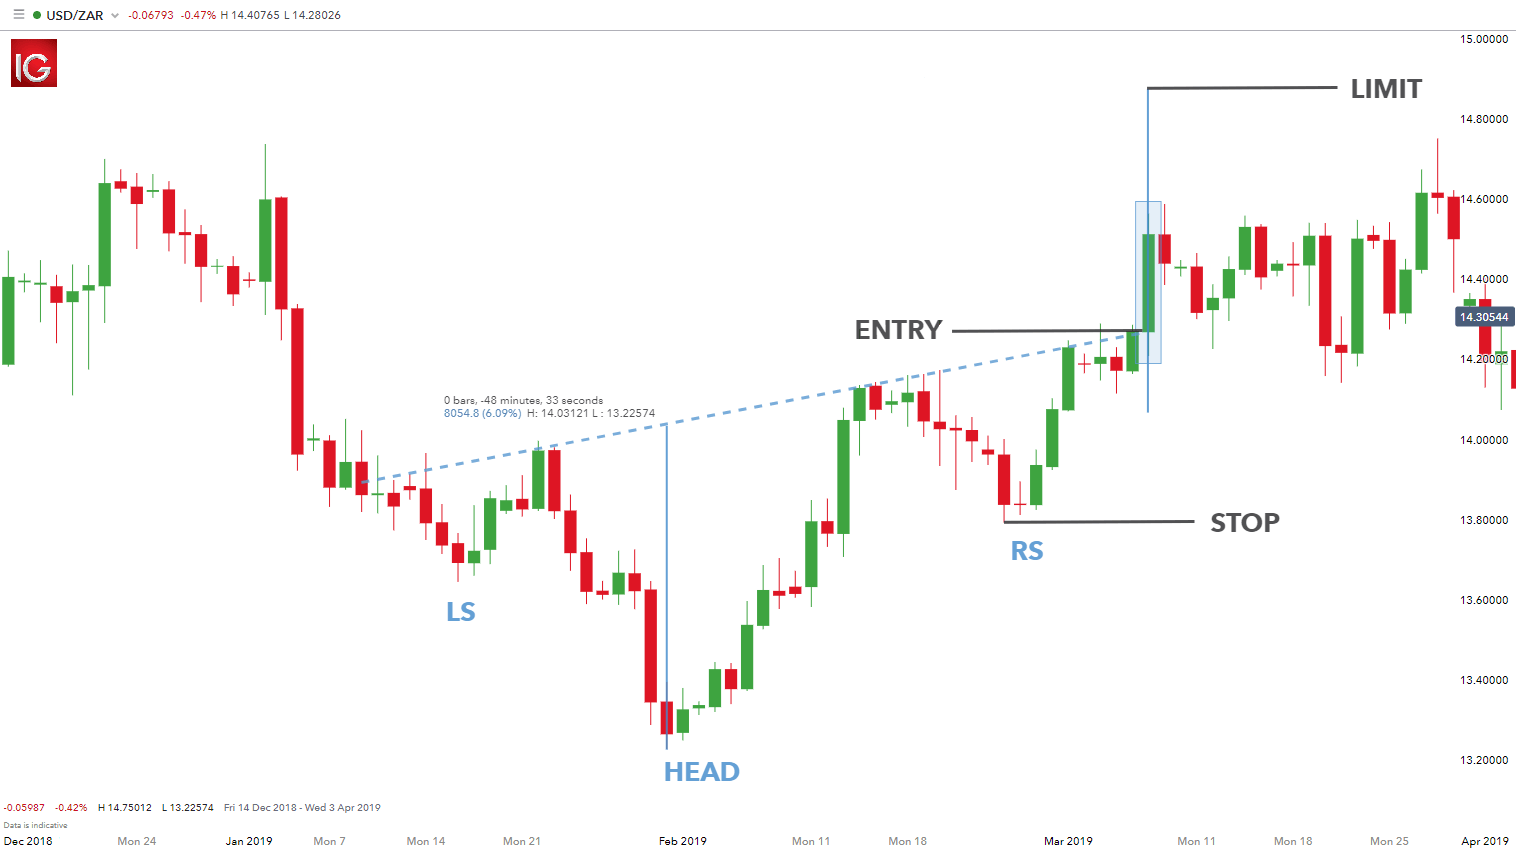 USD/ZAR -0.06793 -0.47% H 14.40765 L 14.28026
IG
15.00000
LIMIT
14.80000
14.60000
14.40000
14.30544
ENTRY
14.20000
0 bars, -48 minutes, 33 seconds
8054.8 (6.09%) H: 14.03121 L : 13.22574
14.00000
13.80000
STOP
RS
LS
13.60000
13.40000
HEAD
13.20000
-0.05987 -0.42% H 14.75012 L 13.22574 Fri 14 Dec 2018 - Wed 3 Apr 2019
Data is indicative
Dec 2018 Mon 24 Jan 2019 Mon 7 Mon 14 Mon 21 Feb 2019 Mon 11 Mon 18 Mar 2019 Mon 11 Mon 18 Mon 25 Apr 2019